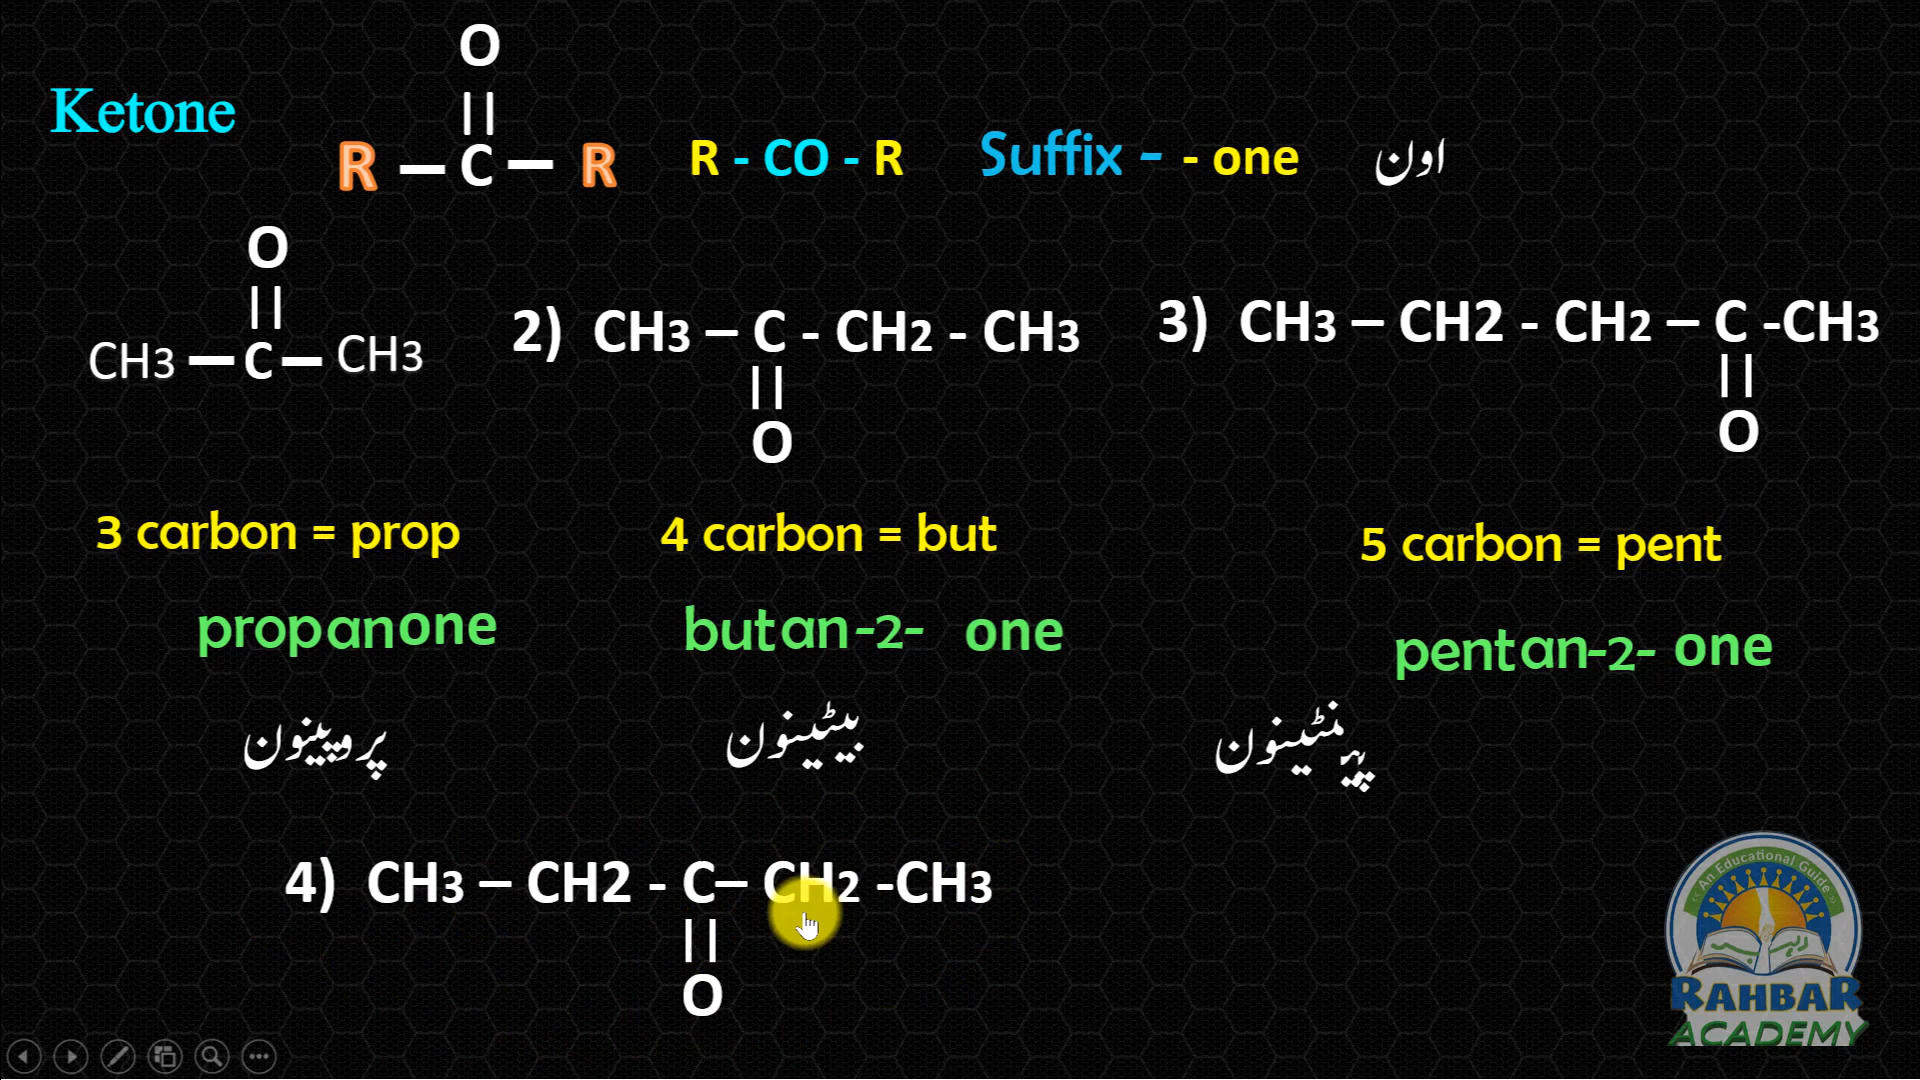 Ketone
O
||
R – C – R
R - CO - R
Suffix - - one
اون
O
||
CH3 – C – CH3
2) CH3 – C - CH2 - CH3
||
O
3) CH3 – CH2 - CH2 – C -CH3
||
O
3 carbon = prop
4 carbon = but
5 carbon = pent
propanone
butan-2- one
pentan-2- one
پروپینون
بیٹینون
پینٹینون
4) CH3 – CH2 - C– CH2 -CH3
||
O
An Educational Guide
RAHBAR
ACADEMY